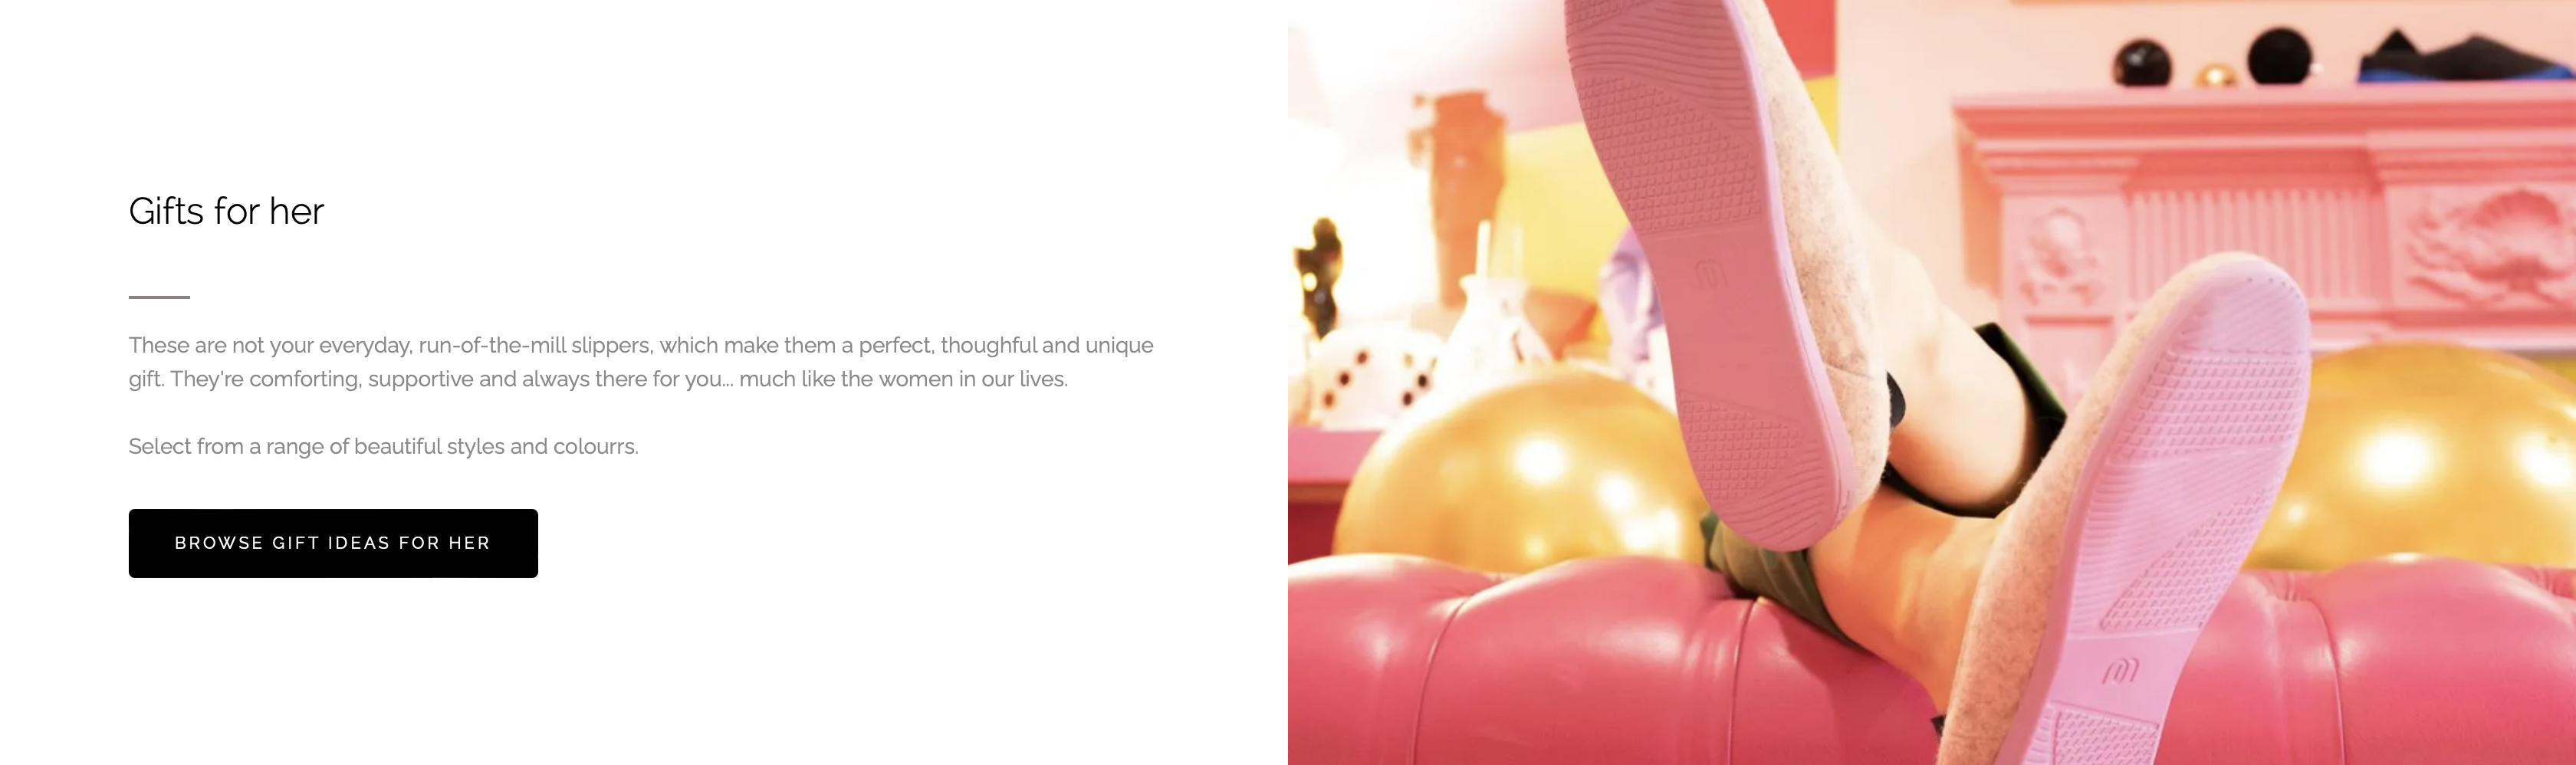 Gifts for her
These are not your everyday, run-of-the-mill slippers, which make them a perfect, thoughful and unique
gift. They're comforting, supportive and always there for you... much like the women in our lives.
Select from a range of beautiful styles and colourrs.
BROWSE GIFT IDEAS FOR HER